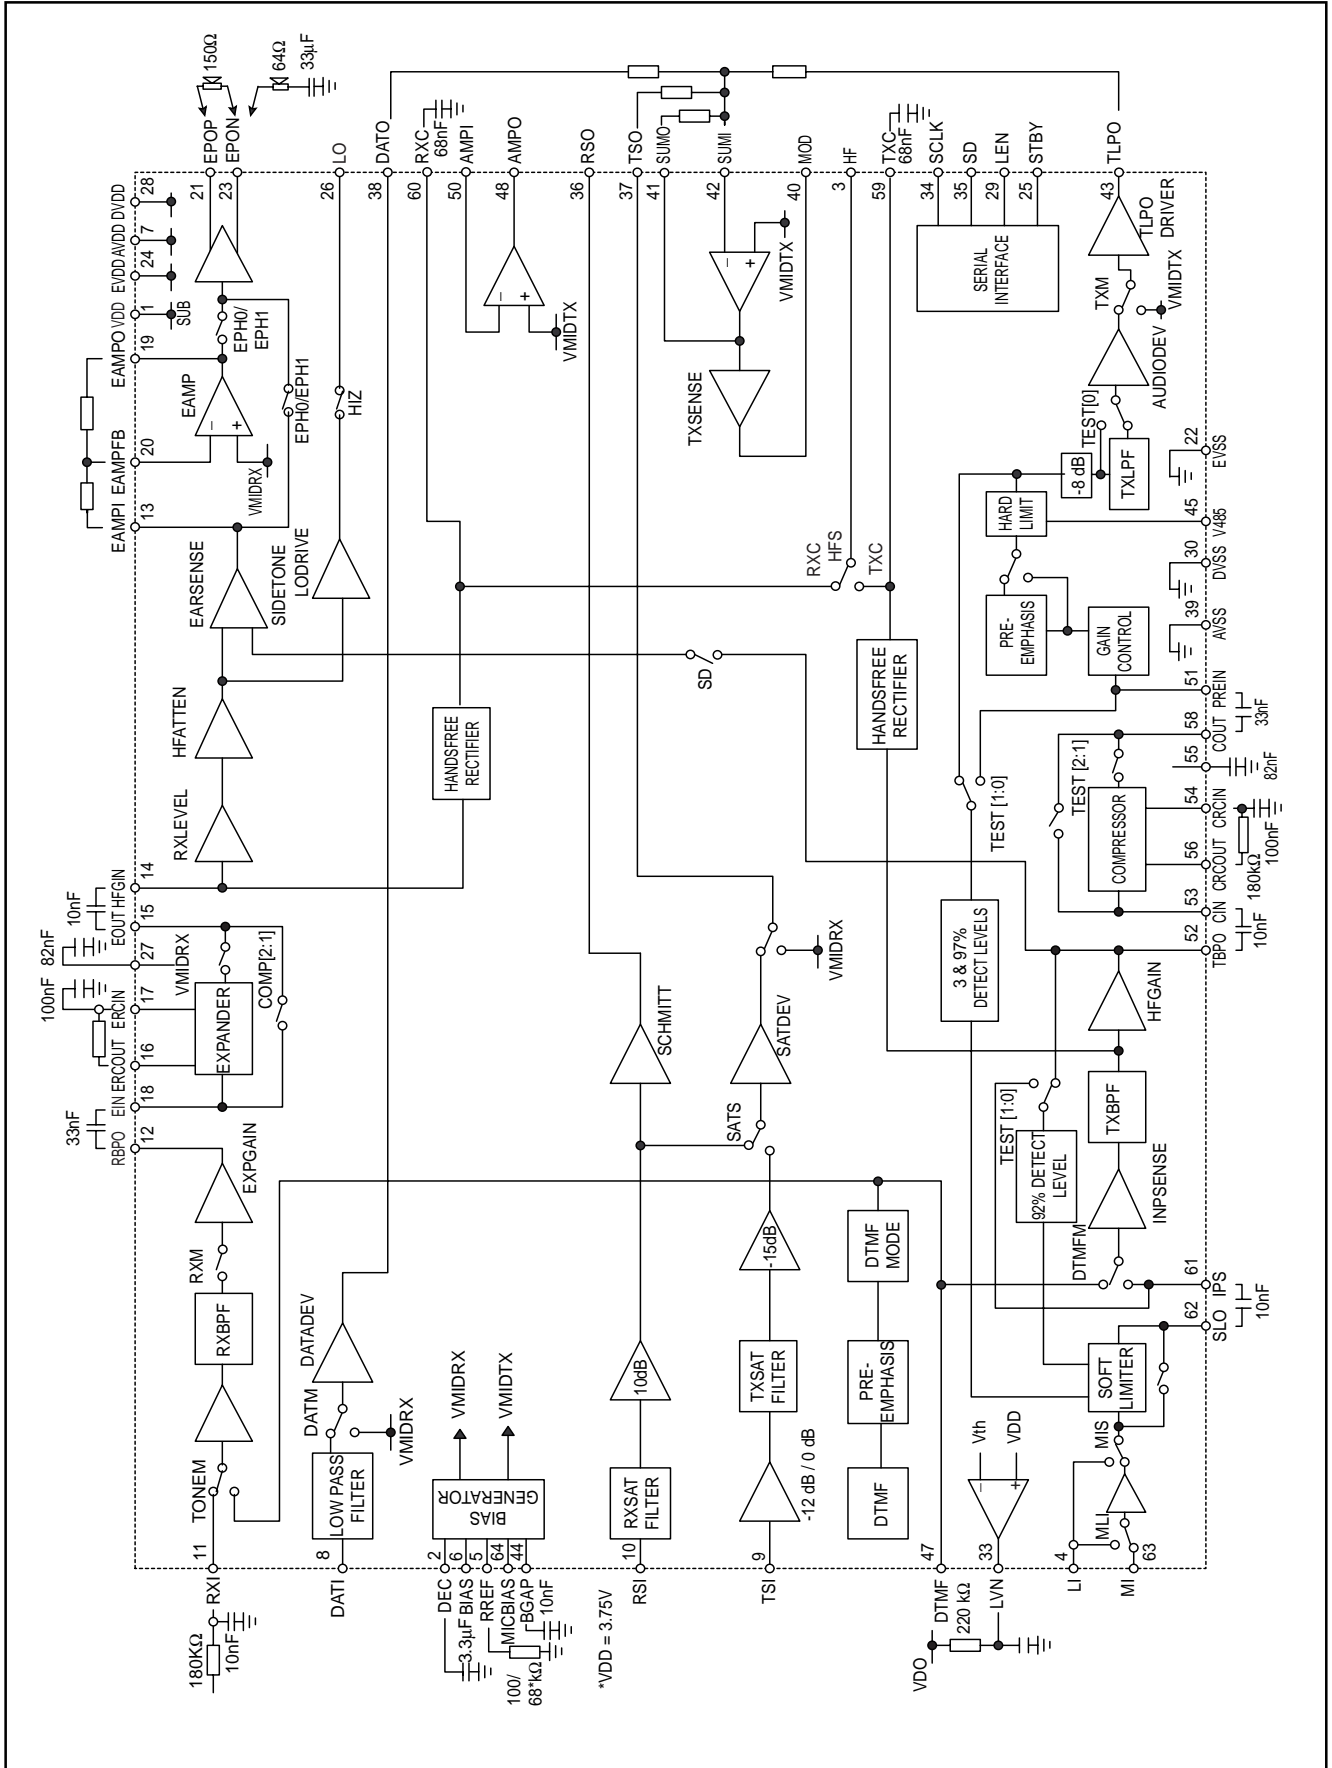 EPOP
150Ω
EPON
64Ω
33µF
LO
DATO
RXC
68nF
AMPI
AMPO
RSO
TSO
SUMO
SUMI
MOD
HF
TXC
68nF
SCLK
SD
LEN
STBY
TLPO
21
23
26
38
60
50
48
36
37
41
42
40
3
59
34
35
29
25
43
DVDD
28
AVDD
7
EVDD
24
VDD
1
SUB
EAMPO
19
EAMPFB
20
EAMPI
13
EPH0/
EPH1
EAMP
EPH0/EPH1
VMIDRX
HIZ
EARSENSE
SIDETONE
LODRIVE
HFATTEN
RXLEVEL
VMIDTX
VMIDTX
TXSENSE
SERIAL
INTERFACE
TLPO
DRIVER
TXM
VMIDTX
AUDIODEV
TEST[0]
TXLPF
-8 dB
HARD
LIMIT
PRE-
EMPHASIS
GAIN
CONTROL
22
EVSS
45
V485
30
DVSS
39
AVSS
51
PREIN
33nF
58
COUT
55
82nF
54
CRCIN
100nF
180kΩ
56
CRCOUT
53
CIN
10nF
52
TBPO
RXC
HFS
TXC
SD
HANDSFREE
RECTIFIER
HANDSFREE
RECTIFIER
TEST [1:0]
TEST [2:1]
COMPRESSOR
3 & 97%
DETECT LEVELS
14
HFGIN
10nF
15
EOUT
82nF
27
VMIDRX
17
ERCIN
100nF
16
ERCOUT
18
EIN
33nF
12
RBPO
EXPANDER
COMP[2:1]
EXPGAIN
RXM
RXBPF
TONEM
11
RXI
180KΩ
10nF
SCHMITT
SATDEV
VMIDRX
SATS
HFGAIN
TXBPF
TEST [1:0]
92% DETECT
LEVEL
INPSENSE
DTMFM
61
IPS
10nF
62
SLO
SOFT
LIMITER
MIS
MLI
DATADEV
DATM
VMIDRX
LOW PASS
FILTER
8
DATI
VMIDRX
VMIDTX
BIAS
GENERATOR
2
6
5
64
44
DEC
3.3µF
BIAS
RREF
MICBIAS
BGAP
10nF
100/
68*kΩ
*VDD = 3.75V
10dB
RXSAT
FILTER
10
RSI
-15dB
TXSAT
FILTER
-12 dB / 0 dB
9
TSI
DTMF
MODE
PRE-
EMPHASIS
DTMF
47
DTMF
220 kΩ
VDO
33
LVN
Vth
VDD
4
LI
63
MI